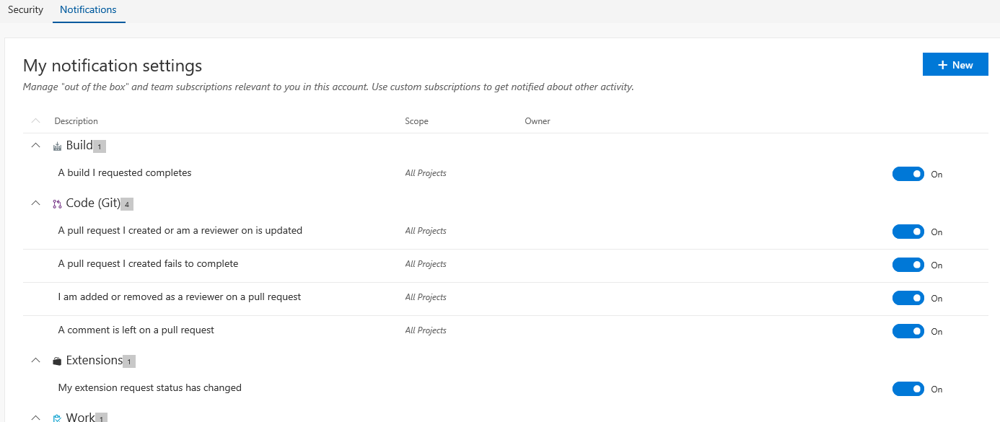 Security Notifications
My notification settings
+ New
Manage "out of the box" and team subscriptions relevant to you in this account. Use custom subscriptions to get notified about other activity.
Description Scope Owner
Build 1
A build I requested completes All Projects On
Code (Git) 4
A pull request I created or am a reviewer on is updated All Projects On
A pull request I created fails to complete All Projects On
I am added or removed as a reviewer on a pull request All Projects On
A comment is left on a pull request All Projects On
Extensions 1
My extension request status has changed On
Work 1